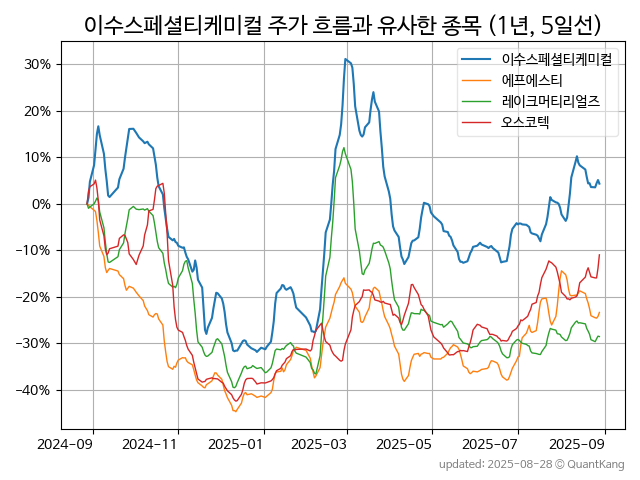 이수스페셜티케미컬 주가 흐름과 유사한 종목 (1년, 5일선)
이수스페셜티케미컬
에프에스티
레이크머티리얼즈
오스코텍
30%
20%
10%
0%
-10%
-20%
-30%
-40%
2024-09 2024-11 2025-01 2025-03 2025-05 2025-07 2025-09
updated: 2025-08-28 © QuantKang